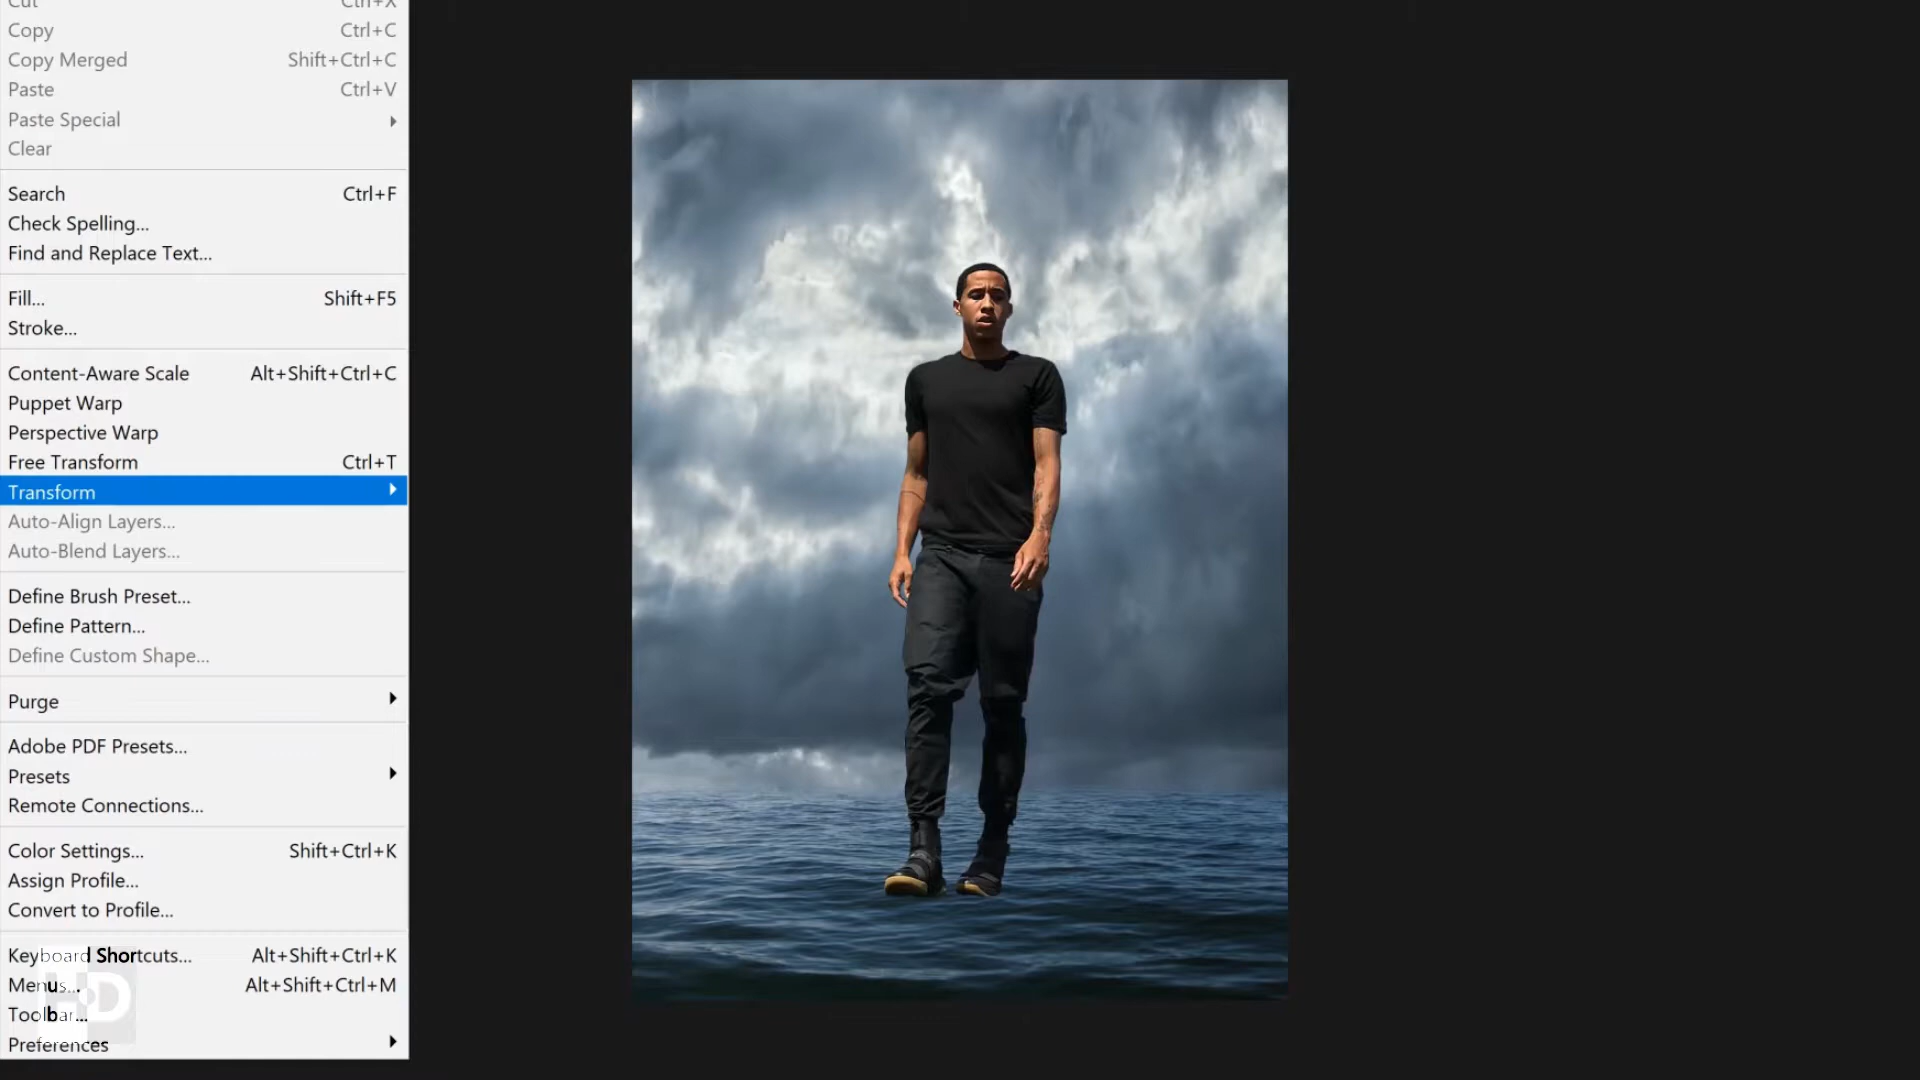 Cut Ctrl+X
Copy Ctrl+C
Copy Merged Shift+Ctrl+C
Paste Ctrl+V
Paste Special
Clear
Search Ctrl+F
Check Spelling...
Find and Replace Text...
Fill... Shift+F5
Stroke...
Content-Aware Scale Alt+Shift+Ctrl+C
Puppet Warp
Perspective Warp
Free Transform Ctrl+T
Transform
Auto-Align Layers...
Auto-Blend Layers...
Define Brush Preset...
Define Pattern...
Define Custom Shape...
Purge
Adobe PDF Presets...
Presets
Remote Connections...
Color Settings... Shift+Ctrl+K
Assign Profile...
Convert to Profile...
Keyboard Shortcuts... Alt+Shift+Ctrl+K
Menus... Alt+Shift+Ctrl+M
Toolbar...
Preferences
HD